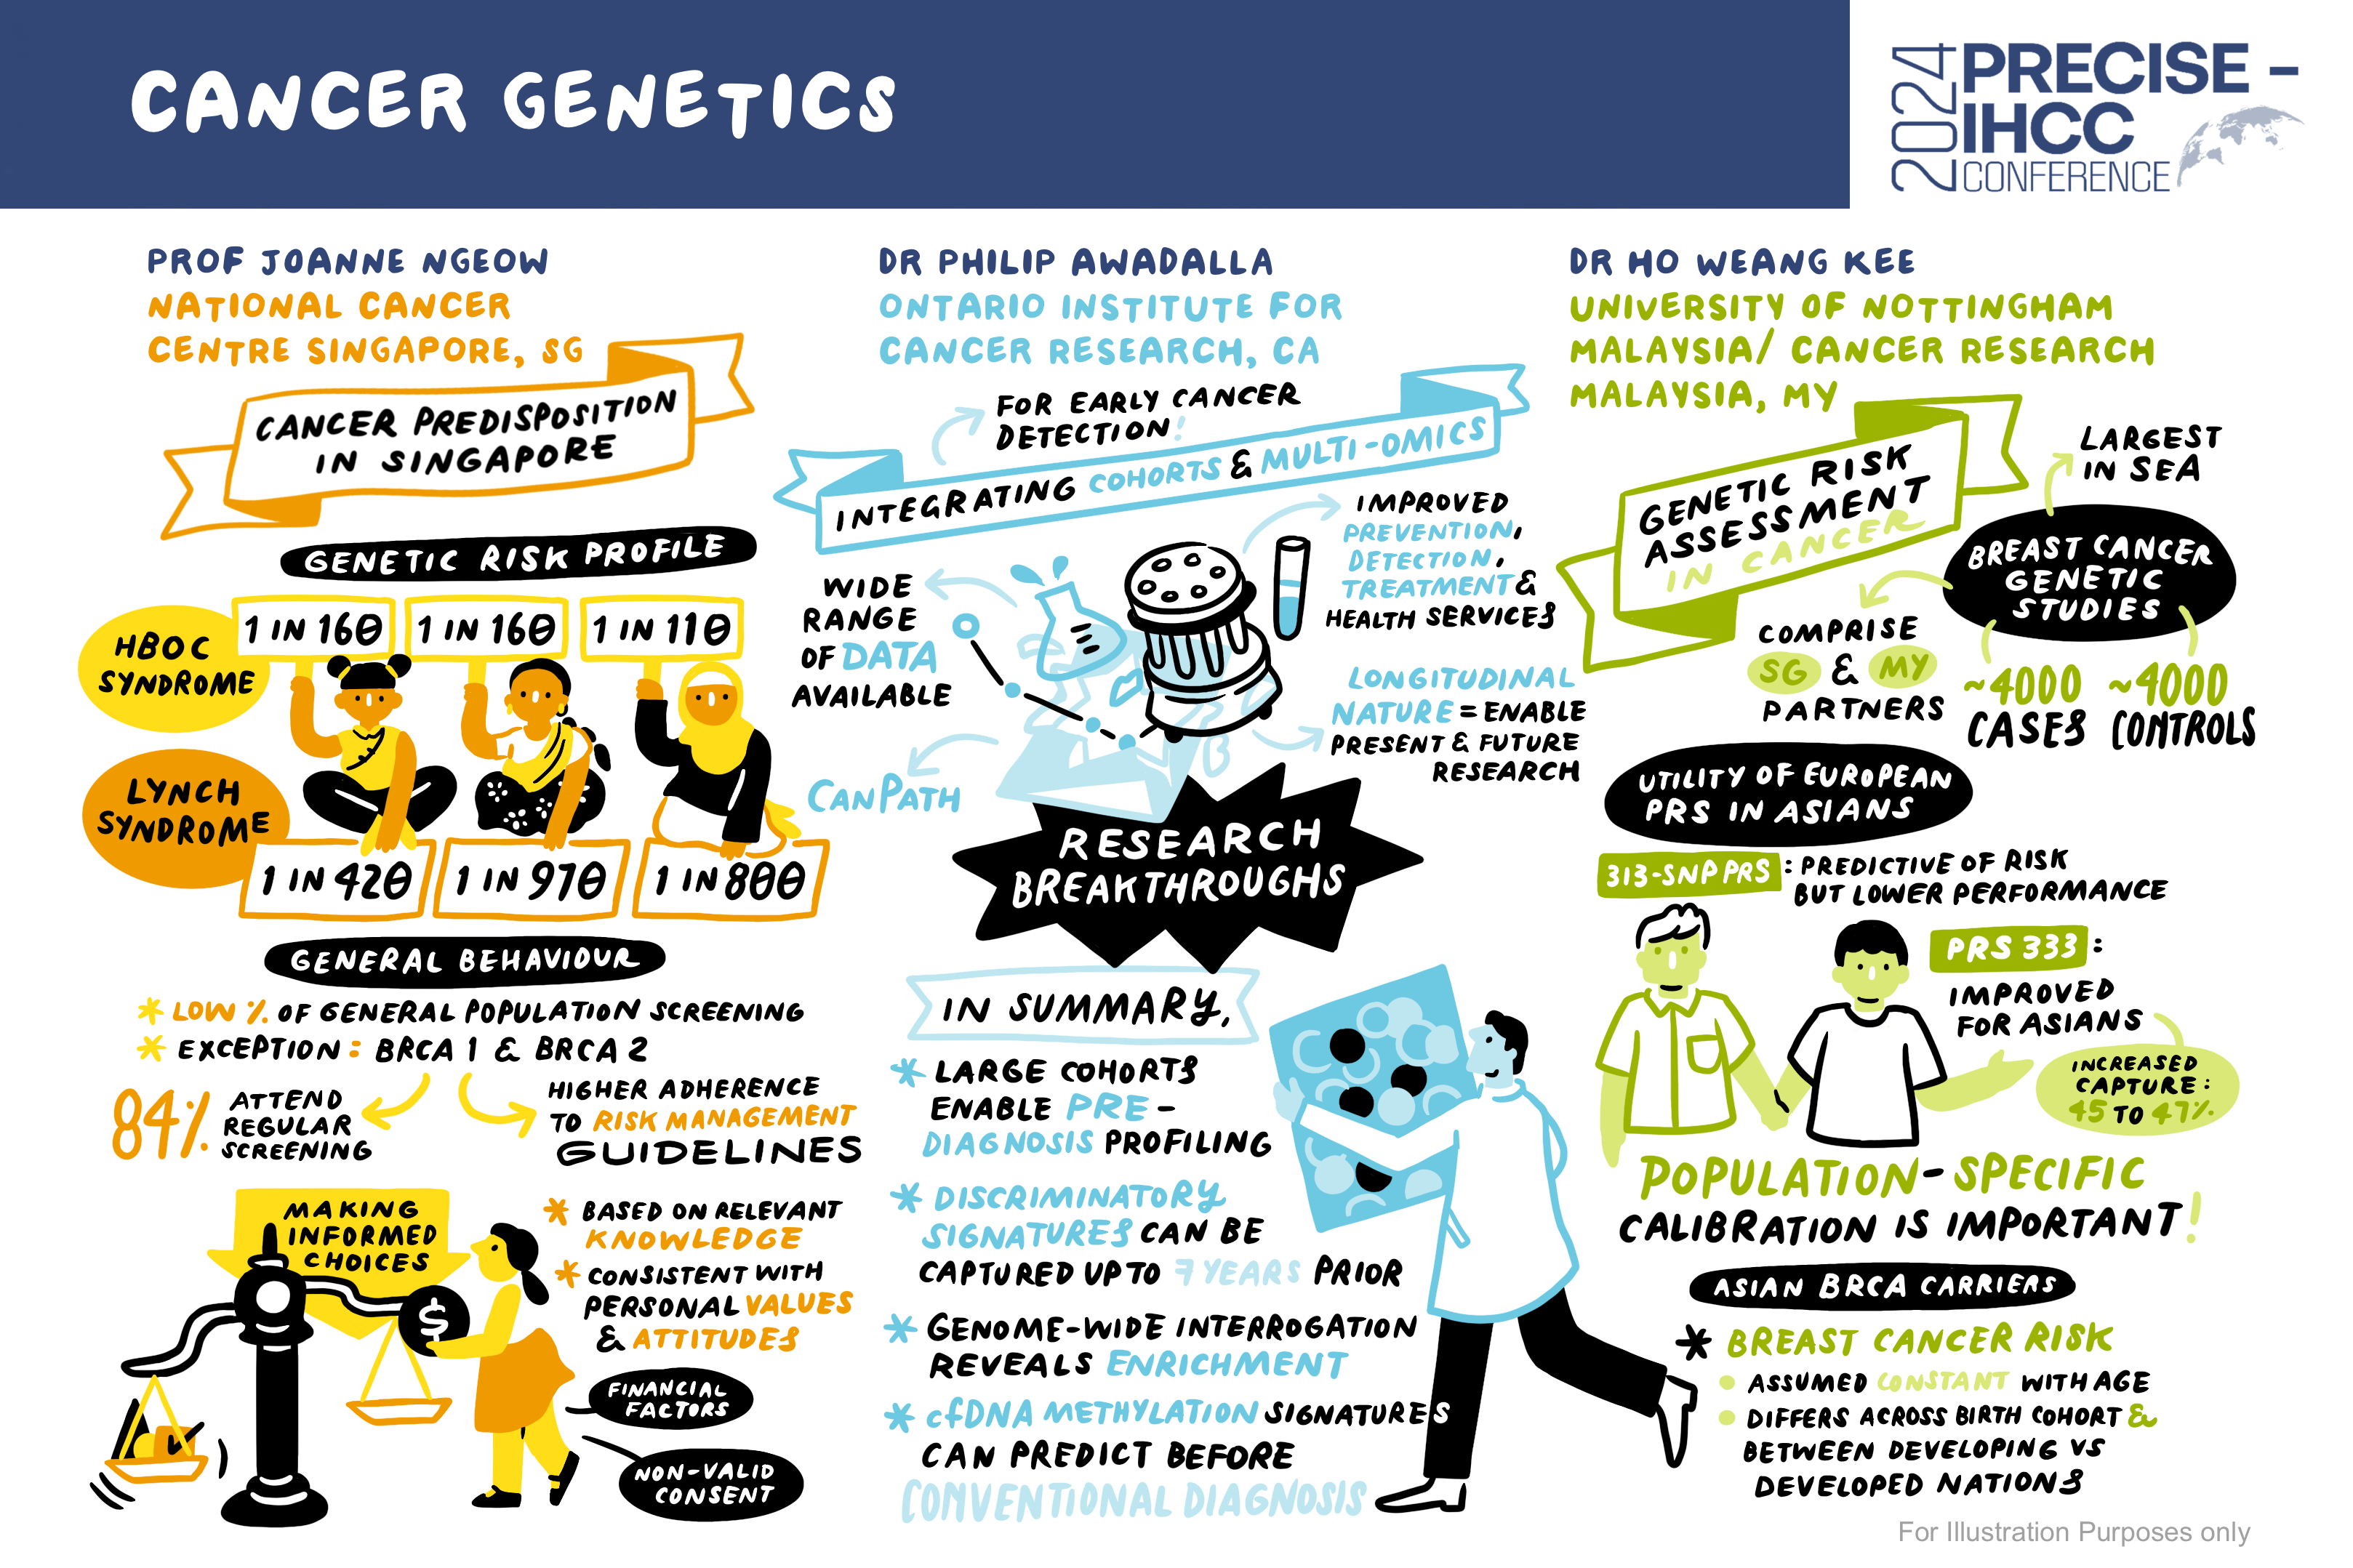 CANCER GENETICS
2024
PRECISE –
IHCC
CONFERENCE
PROF JOANNE NGEOW
NATIONAL CANCER
CENTRE SINGAPORE, SG
CANCER PREDISPOSITION
IN SINGAPORE
GENETIC RISK PROFILE
HBOC
SYNDROME
1 IN 160
1 IN 160
1 IN 110
LYNCH
SYNDROME
1 IN 420
1 IN 970
1 IN 800
GENERAL BEHAVIOUR
* LOW % OF GENERAL POPULATION SCREENING
* EXCEPTION: BRCA 1 & BRCA 2
84% ATTEND
REGULAR
SCREENING
HIGHER ADHERENCE
TO RISK MANAGEMENT
GUIDELINES
MAKING
INFORMED
CHOICES
$
* BASED ON RELEVANT
KNOWLEDGE
* CONSISTENT WITH
PERSONAL VALUES
& ATTITUDES
FINANCIAL
FACTORS
NON-VALID
CONSENT
DR PHILIP AWADALLA
ONTARIO INSTITUTE FOR
CANCER RESEARCH, CA
FOR EARLY CANCER
DETECTION!
INTEGRATING COHORTS & MULTI-OMICS
WIDE
RANGE
OF DATA
AVAILABLE
CANPATH
IMPROVED
PREVENTION,
DETECTION,
TREATMENT &
HEALTH SERVICES
LONGITUDINAL
NATURE = ENABLE
PRESENT & FUTURE
RESEARCH
RESEARCH
BREAKTHROUGHS
IN SUMMARY,
* LARGE COHORTS
ENABLE PRE-
DIAGNOSIS PROFILING
* DISCRIMINATORY
SIGNATURES CAN BE
CAPTURED UP TO 7 YEARS PRIOR
* GENOME-WIDE INTERROGATION
REVEALS ENRICHMENT
* cfDNA METHYLATION SIGNATURES
CAN PREDICT BEFORE
CONVENTIONAL DIAGNOSIS
DR HO WEANG KEE
UNIVERSITY OF NOTTINGHAM
MALAYSIA/ CANCER RESEARCH
MALAYSIA, MY
GENETIC RISK
ASSESSMENT
IN CANCER
LARGEST
IN SEA
BREAST CANCER
GENETIC
STUDIES
COMPRISE
SG & MY
PARTNERS
~4000
CASES
~4000
CONTROLS
UTILITY OF EUROPEAN
PRS IN ASIANS
313-SNP PRS : PREDICTIVE OF RISK
BUT LOWER PERFORMANCE
PRS 333 :
IMPROVED
FOR ASIANS
INCREASED
CAPTURE:
45 TO 47%
POPULATION-SPECIFIC
CALIBRATION IS IMPORTANT!
ASIAN BRCA CARRIERS
* BREAST CANCER RISK
• ASSUMED CONSTANT WITH AGE
• DIFFERS ACROSS BIRTH COHORT &
BETWEEN DEVELOPING VS
DEVELOPED NATIONS
For Illustration Purposes only